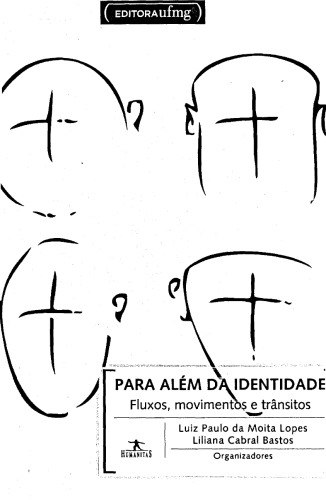 EDITORAufmg
PARA ALÉM DA IDENTIDADE
Fluxos, movimentos e trânsitos
Luiz Paulo da Moita Lopes
Liliana Cabral Bastos
HUMANITAS
Organizadores